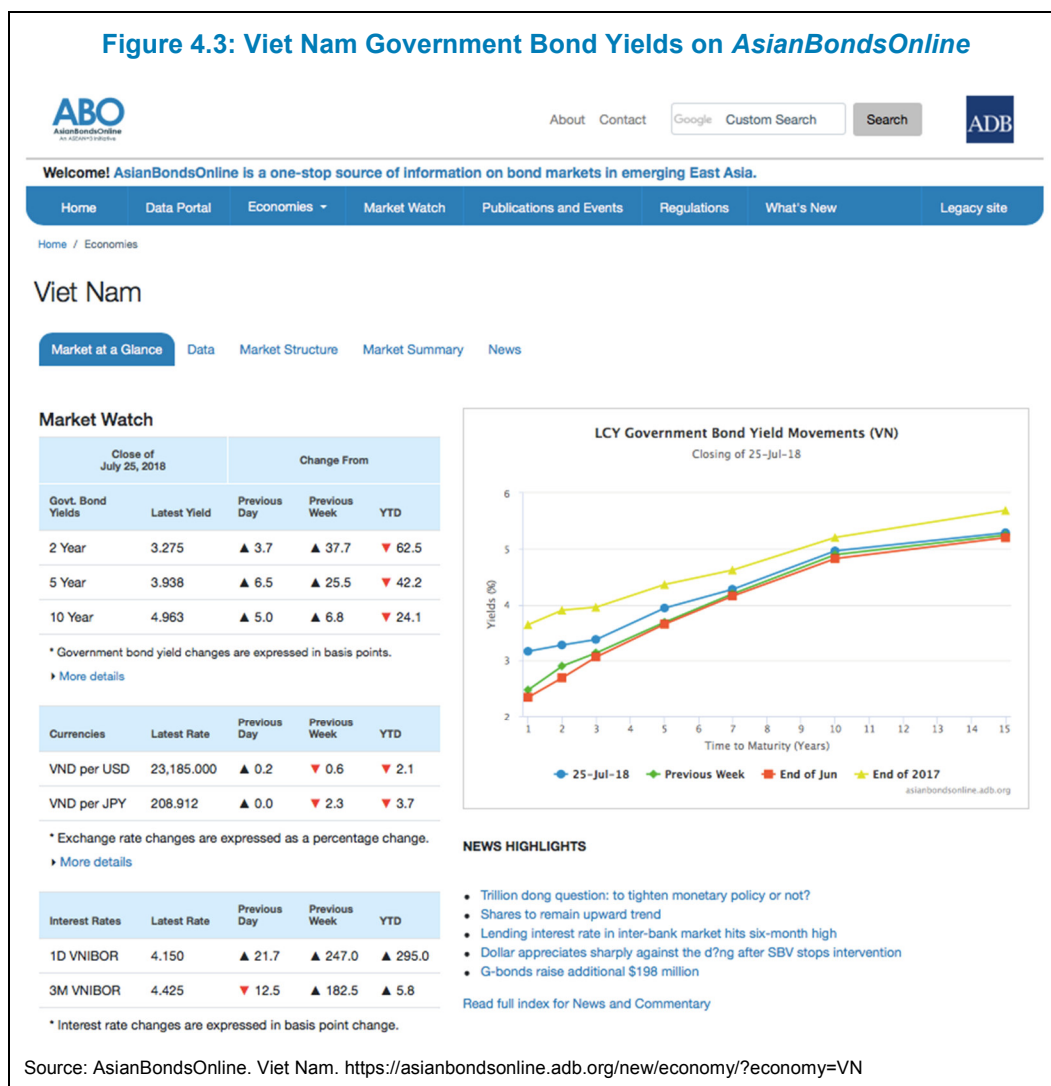 Figure 4.3: Viet Nam Government Bond Yields on AsianBondsOnline
ABO
AsianBondsOnline
An ASEAN+3 Initiative
About Contact Google Custom Search Search ADB
Welcome! AsianBondsOnline is a one-stop source of information on bond markets in emerging East Asia.
Home Data Portal Economies Market Watch Publications and Events Regulations What's New Legacy site
Home / Economies
Viet Nam
Market at a Glance Data Market Structure Market Summary News
Market Watch
Close of
July 25, 2018 Change From
Govt. Bond
Yields Latest Yield Previous
Day Previous
Week YTD
2 Year 3.275 ▲ 3.7 ▲ 37.7 ▼ 62.5
5 Year 3.938 ▲ 6.5 ▲ 25.5 ▼ 42.2
10 Year 4.963 ▲ 5.0 ▲ 6.8 ▼ 24.1
* Government bond yield changes are expressed in basis points.
More details
Currencies Latest Rate Previous
Day Previous
Week YTD
VND per USD 23,185.000 ▲ 0.2 ▼ 0.6 ▼ 2.1
VND per JPY 208.912 ▲ 0.0 ▼ 2.3 ▼ 3.7
* Exchange rate changes are expressed as a percentage change.
More details
Interest Rates Latest Rate Previous
Day Previous
Week YTD
1D VNIBOR 4.150 ▲ 21.7 ▲ 247.0 ▲ 295.0
3M VNIBOR 4.425 ▼ 12.5 ▲ 182.5 ▲ 5.8
* Interest rate changes are expressed in basis point change.
LCY Government Bond Yield Movements (VN)
Closing of 25-Jul-18
Yields (%)
6
5
4
3
2
1 2 3 4 5 6 7 8 9 10 11 12 13 14 15
Time to Maturity (Years)
25-Jul-18 Previous Week End of Jun End of 2017
asianbondsonline.adb.org
NEWS HIGHLIGHTS
Trillion dong question: to tighten monetary policy or not?
Shares to remain upward trend
Lending interest rate in inter-bank market hits six-month high
Dollar appreciates sharply against the d?ng after SBV stops intervention
G-bonds raise additional $198 million
Read full index for News and Commentary
Source: AsianBondsOnline. Viet Nam. https://asianbondsonline.adb.org/new/economy/?economy=VN